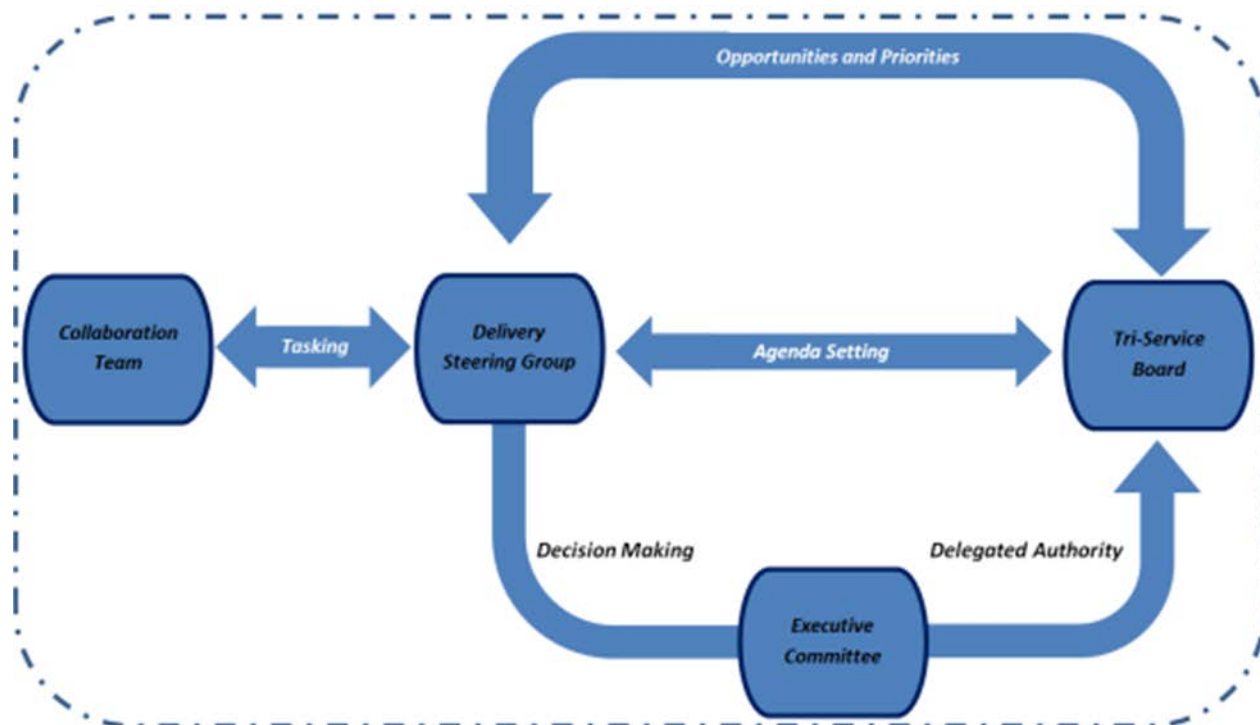 Opportunities and Priorities
Collaboration
Team
Tasking
Delivery
Steering Group
Agenda Setting
Tri-Service
Board
Decision Making
Delegated Authority
Executive
Committee